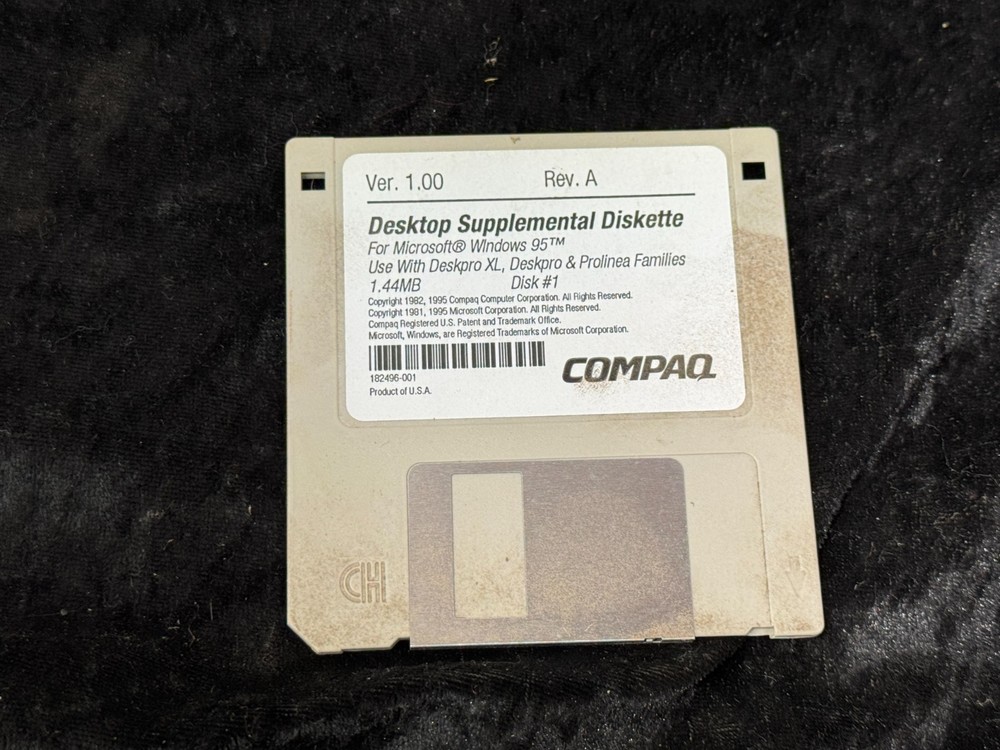 Ver. 1.00 Rev. A
Desktop Supplemental Diskette
For Microsoft® WIndows 95™
Use With Deskpro XL, Deskpro & Prolinea Families
1.44MB Disk #1
Copyright 1982, 1995 Compaq Computer Corporation. All Rights Reserved.
Copyright 1981, 1995 Microsoft Corporation. All Rights Reserved.
Compaq Registered U.S. Patent and Trademark Office.
Microsoft, Windows, are Registered Trademarks of Microsoft Corporation.
182496-001
COMPAQ
Product of U.S.A.
CH